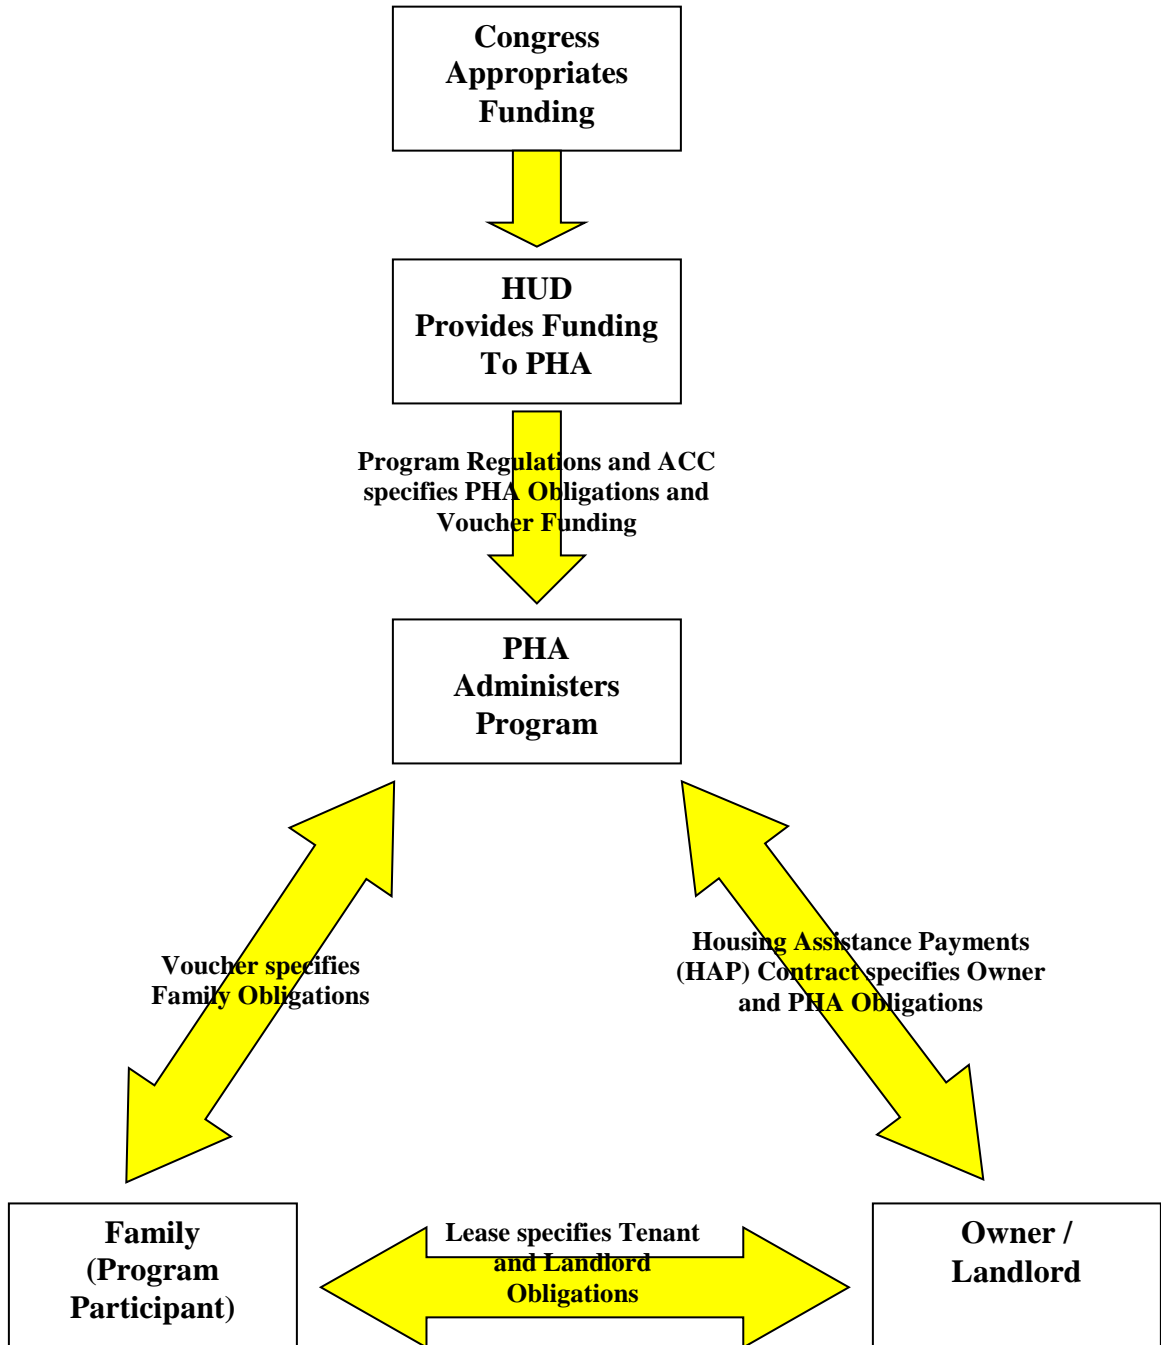 Congress
Appropriates
Funding
HUD
Provides Funding
To PHA
Program Regulations and ACC
specifies PHA Obligations and
Voucher Funding
PHA
Administers
Program
Voucher specifies
Family Obligations
Housing Assistance Payments
(HAP) Contract specifies Owner
and PHA Obligations
Family
(Program
Participant)
Lease specifies Tenant
and Landlord
Obligations
Owner /
Landlord